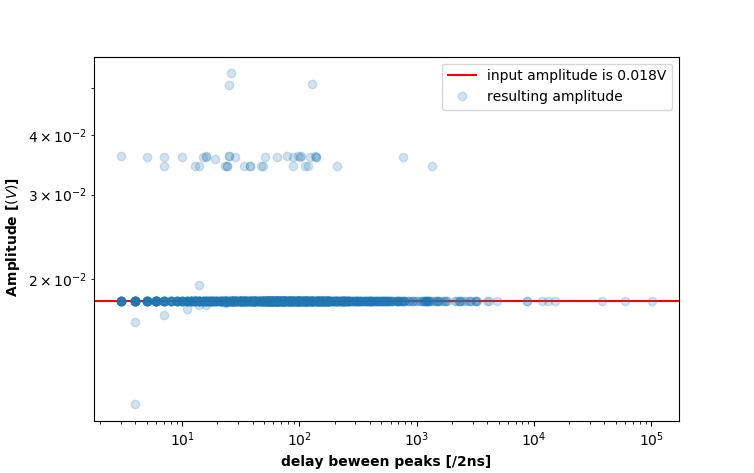 input amplitude is 0.018V
resulting amplitude
4 × 10⁻²
3 × 10⁻²
2 × 10⁻²
Amplitude [(V)]
10¹ 10² 10³ 10⁴ 10⁵
delay beween peaks [/2ns]